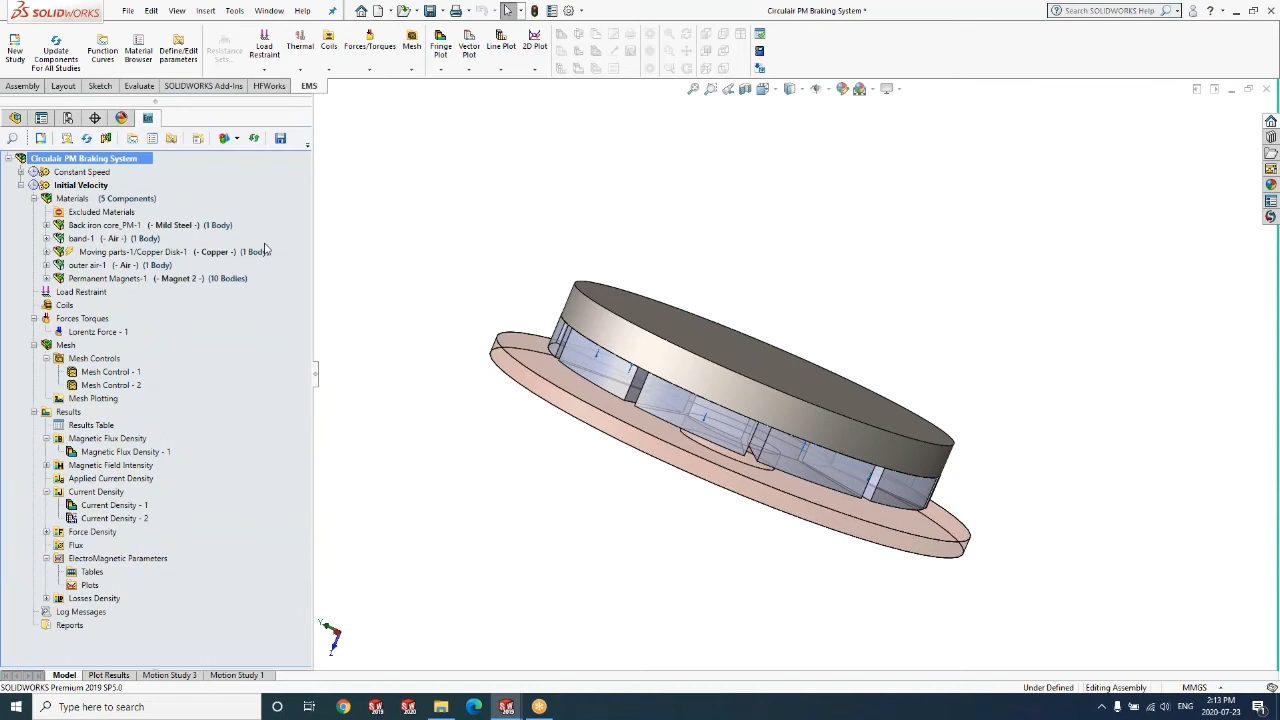 SOLIDWORKS
File
Edit
View
Insert
Tools
Window
Help
Circulair PM Braking System *
Search SOLIDWORKS Help
New Study
Update Components For All Studies
Function Curves
Material Browser
Define/Edit parameters
Resistance Sets...
Load Restraint
Thermal
Coils
Forces/Torques
Mesh
Fringe Plot
Vector Plot
Line Plot
2D Plot
Assembly
Layout
Sketch
Evaluate
SOLIDWORKS Add-Ins
HFWorks
EMS
Circulair PM Braking System
Constant Speed
Initial Velocity
Materials (5 Components)
Excluded Materials
Back iron core_PM-1 (- Mild Steel -) (1 Body)
band-1 (- Air -) (1 Body)
Moving parts-1/Copper Disk-1 (- Copper -) (1 Body)
outer air-1 (- Air -) (1 Body)
Permanent Magnets-1 (- Magnet 2 -) (10 Bodies)
Load Restraint
Coils
Forces Torques
Lorentz Force - 1
Mesh
Mesh Controls
Mesh Control - 1
Mesh Control - 2
Mesh Plotting
Results
Results Table
Magnetic Flux Density
Magnetic Flux Density - 1
Magnetic Field Intensity
Applied Current Density
Current Density
Current Density - 1
Current Density - 2
Force Density
Flux
ElectroMagnetic Parameters
Tables
Plots
Losses Density
Log Messages
Reports
Y
Z
Model
Plot Results
Motion Study 3
Motion Study 1
SOLIDWORKS Premium 2019 SP5.0
Under Defined
Editing Assembly
MMGS
Type here to search
2:13 PM
2020-07-23